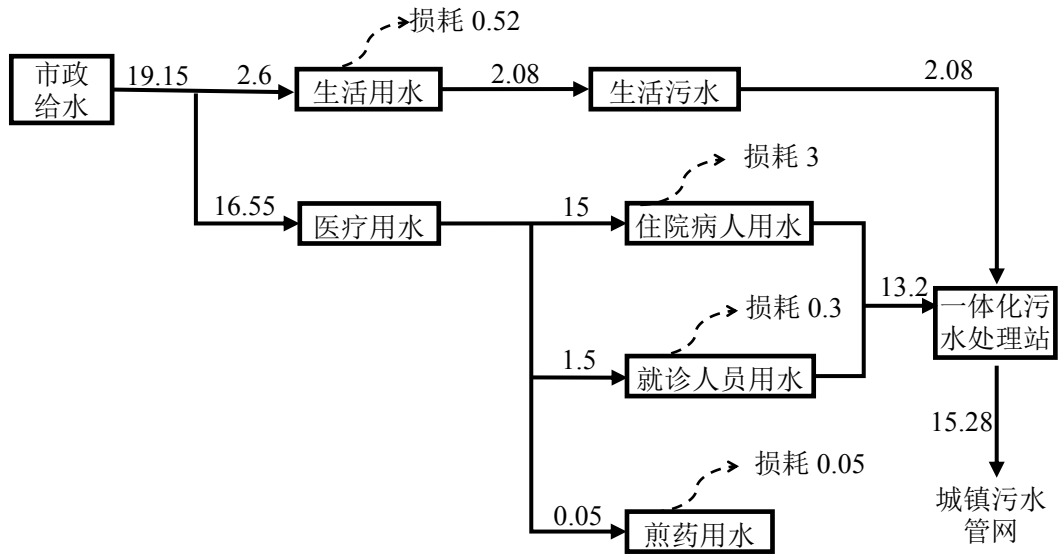 损耗 0.52
市政
给水
19.15
2.6
生活用水
2.08
生活污水
2.08
损耗 3
16.55
医疗用水
15
住院病人用水
13.2
一体化污
水处理站
损耗 0.3
1.5
就诊人员用水
15.28
损耗 0.05
0.05
煎药用水
城镇污水
管网